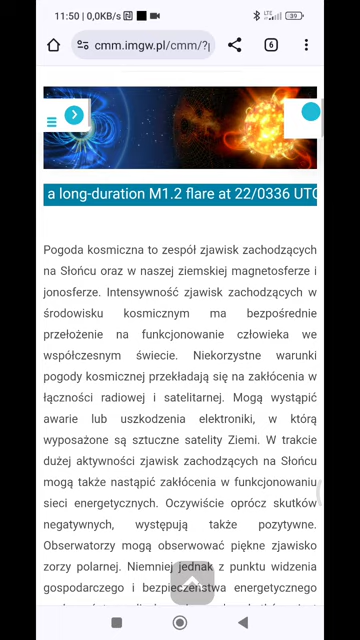 11:50 | 0,0KB/s
LTE
39
cmm.imgw.pl/cmm/?
6
a long-duration M1.2 flare at 22/0336 UTC
Pogoda kosmiczna to zespół zjawisk zachodzących
na Słońcu oraz w naszej ziemskiej magnetosferze i
jonosferze. Intensywność zjawisk zachodzących w
środowisku kosmicznym ma bezpośrednie
przełożenie na funkcjonowanie człowieka we
współczesnym świecie. Niekorzystne warunki
pogody kosmicznej przekładają się na zakłócenia w
łączności radiowej i satelitarnej. Mogą wystąpić
awarie lub uszkodzenia elektroniki, w którą
wyposażone są sztuczne satelity Ziemi. W trakcie
dużej aktywności zjawisk zachodzących na Słońcu
mogą także nastąpić zakłócenia w funkcjonowaniu
sieci energetycznych. Oczywiście oprócz skutków
negatywnych, występują także pozytywne.
Obserwatorzy mogą obserwować piękne zjawisko
zorzy polarnej. Niemniej jednak z punktu widzenia
gospodarczego i bezpieczeństwa energetycznego